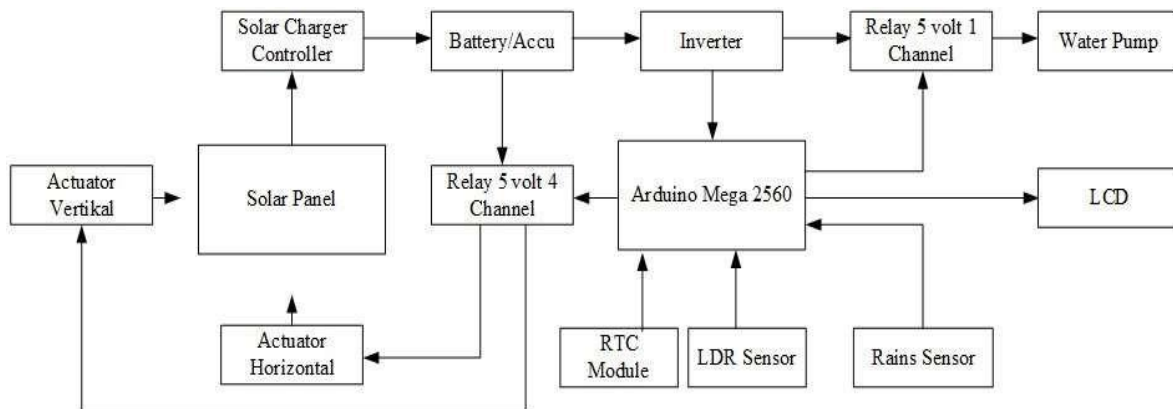 Solar Charger
Controller
Battery/Accu
Inverter
Relay 5 volt 1
Channel
Water Pump
Actuator
Vertikal
Solar Panel
Relay 5 volt 4
Channel
Arduino Mega 2560
LCD
Actuator
Horizontal
RTC
Module
LDR Sensor
Rains Sensor